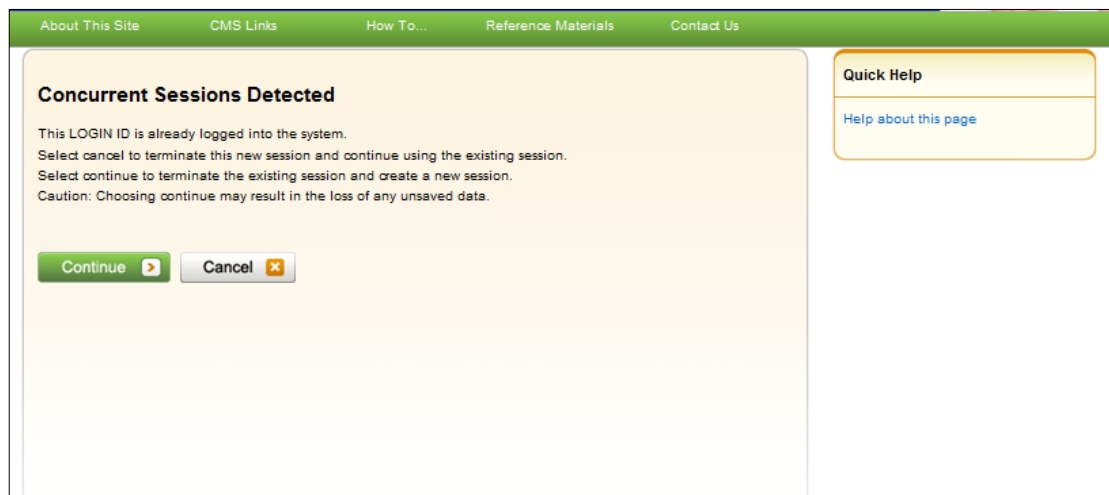 About This Site CMS Links How To... Reference Materials Contact Us
Concurrent Sessions Detected
This LOGIN ID is already logged into the system.
Select cancel to terminate this new session and continue using the existing session.
Select continue to terminate the existing session and create a new session.
Caution: Choosing continue may result in the loss of any unsaved data.
Continue Cancel
Quick Help
Help about this page